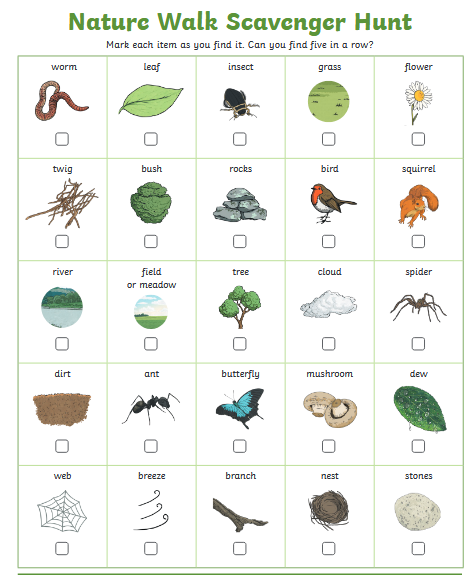 Nature Walk Scavenger Hunt
Mark each item as you find it. Can you find five in a row?
worm
leaf
insect
grass
flower
twig
bush
rocks
bird
squirrel
river
field
or meadow
tree
cloud
spider
dirt
ant
butterfly
mushroom
dew
web
breeze
branch
nest
stones